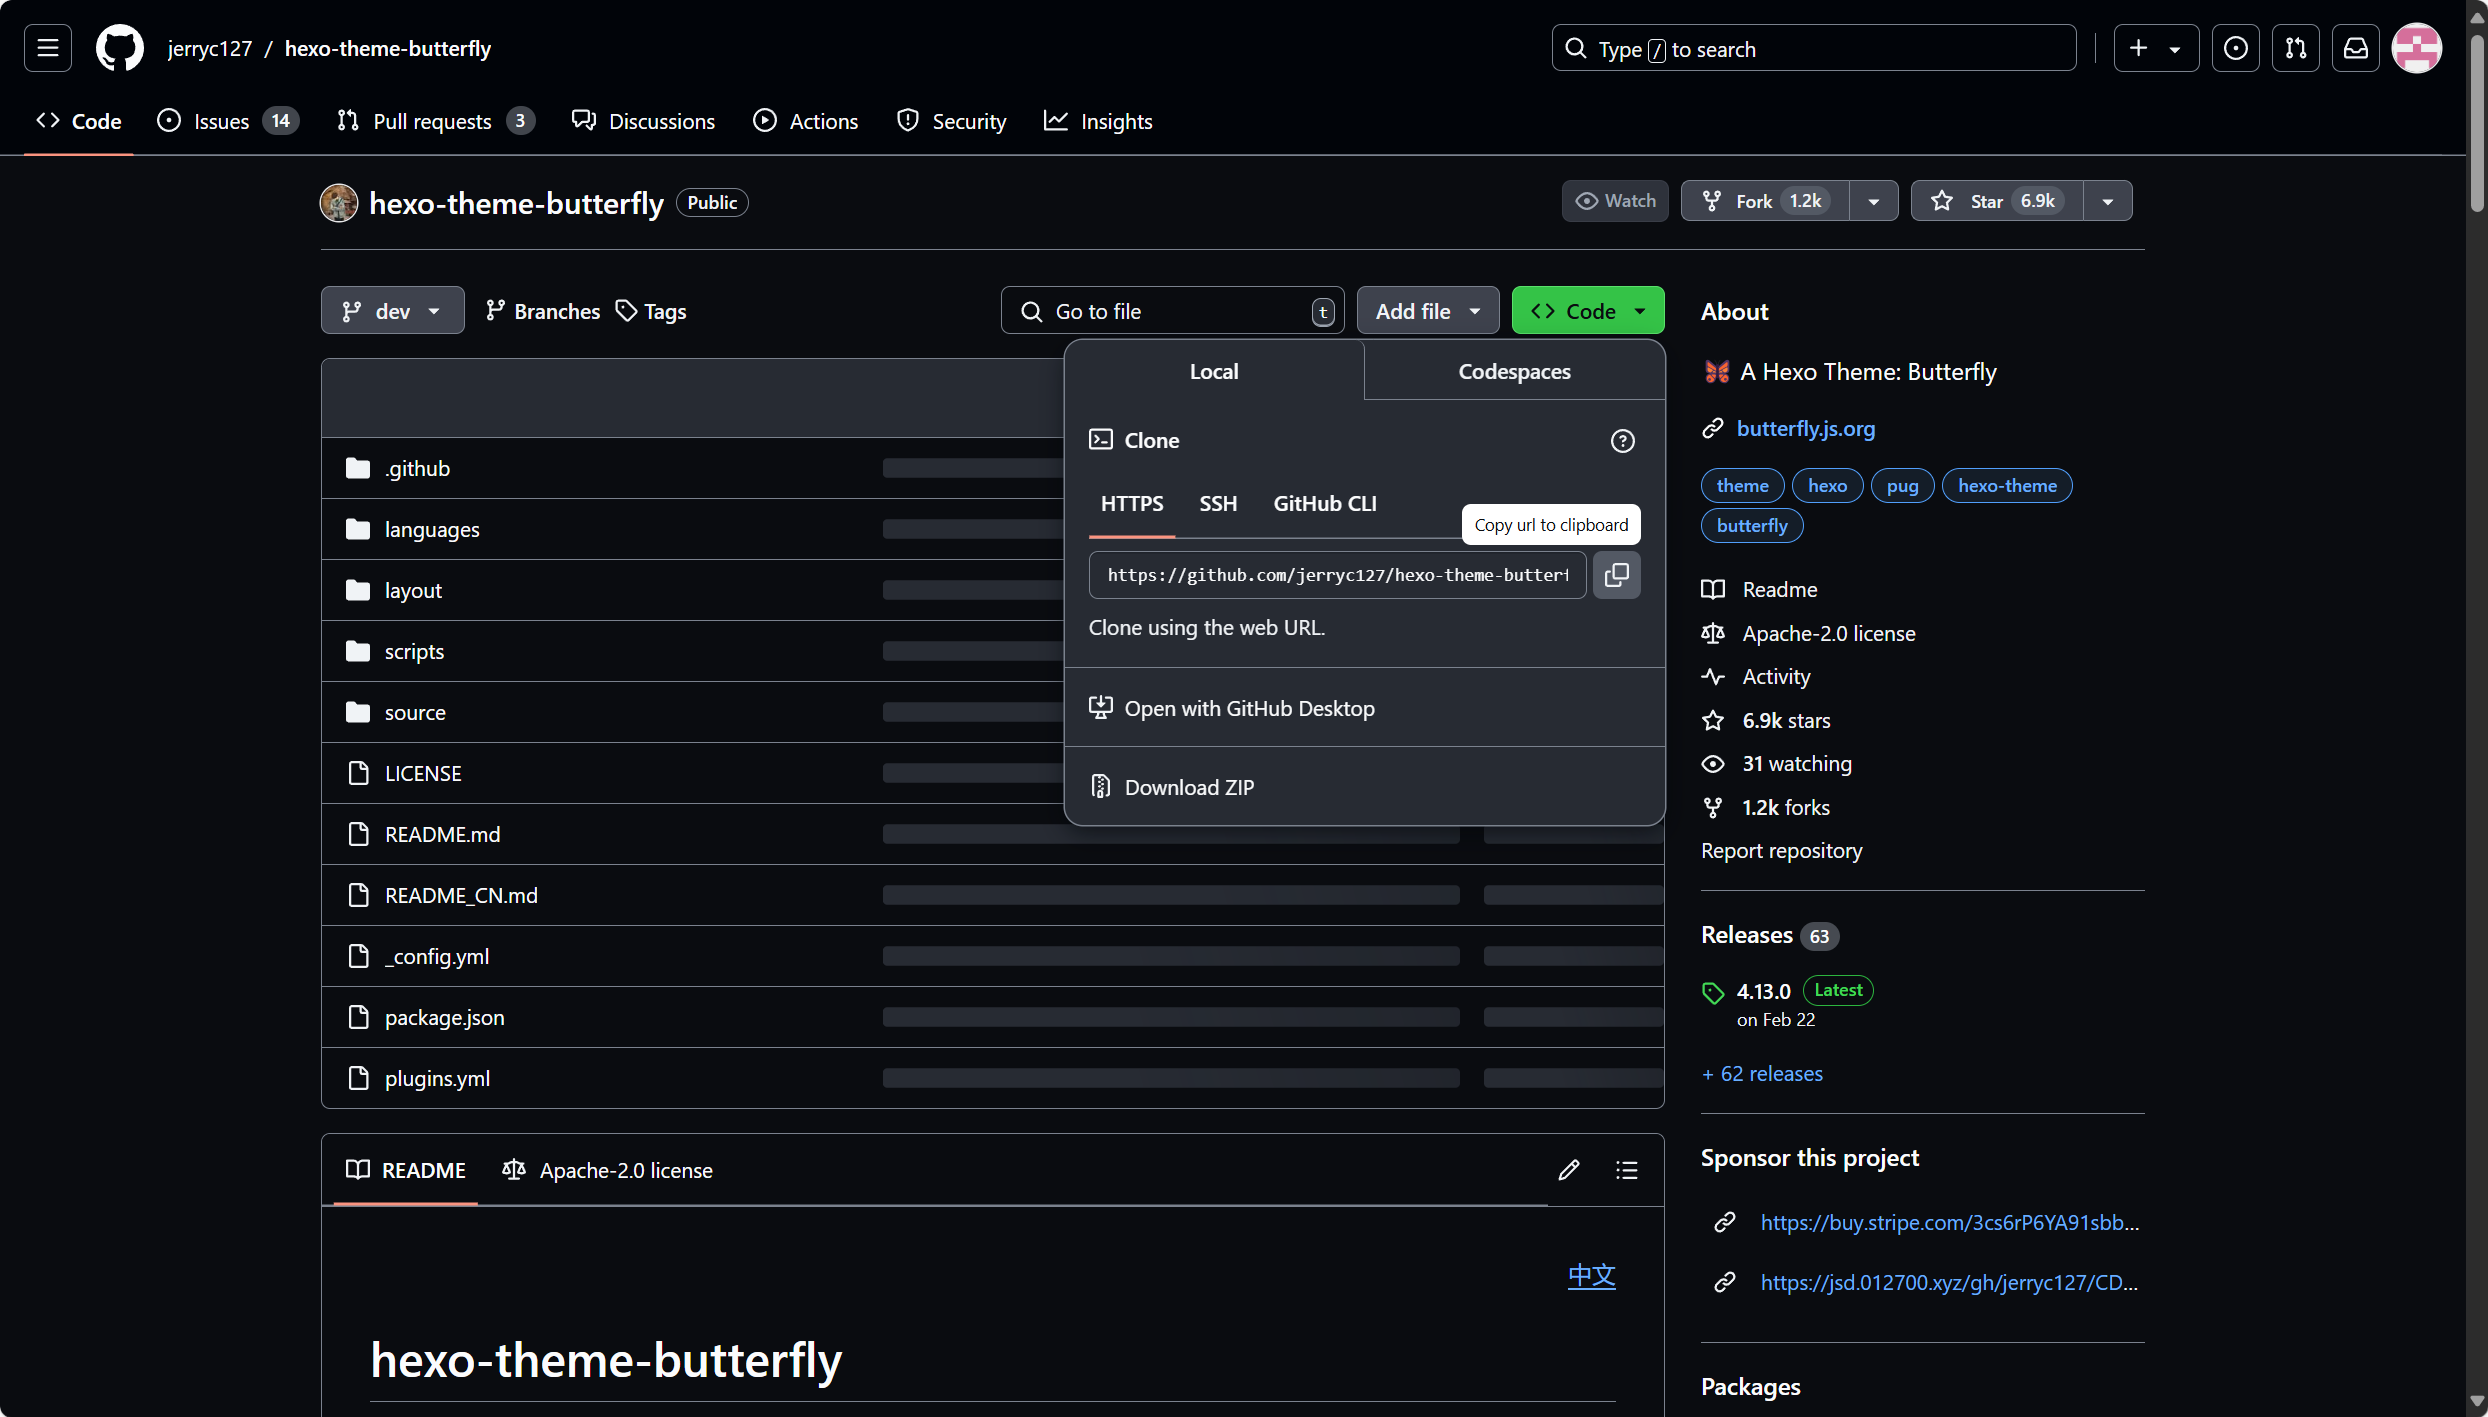 jerryc127 / hexo-theme-butterfly
Type / to search
Code
Issues 14
Pull requests 3
Discussions
Actions
Security
Insights
hexo-theme-butterfly Public
Watch
Fork 1.2k
Star 6.9k
dev
Branches
Tags
Go to file t
Add file
Code
Local
Codespaces
Clone
HTTPS
SSH
GitHub CLI
Copy url to clipboard
https://github.com/jerryc127/hexo-theme-butterf
Clone using the web URL.
Open with GitHub Desktop
Download ZIP
.github
languages
layout
scripts
source
LICENSE
README.md
README_CN.md
_config.yml
package.json
plugins.yml
README
Apache-2.0 license
中文
hexo-theme-butterfly
About
A Hexo Theme: Butterfly
butterfly.js.org
theme
hexo
pug
hexo-theme
butterfly
Readme
Apache-2.0 license
Activity
6.9k stars
31 watching
1.2k forks
Report repository
Releases 63
4.13.0 Latest
on Feb 22
+ 62 releases
Sponsor this project
https://buy.stripe.com/3cs6rP6YA91sbb...
https://jsd.012700.xyz/gh/jerryc127/CD...
Packages